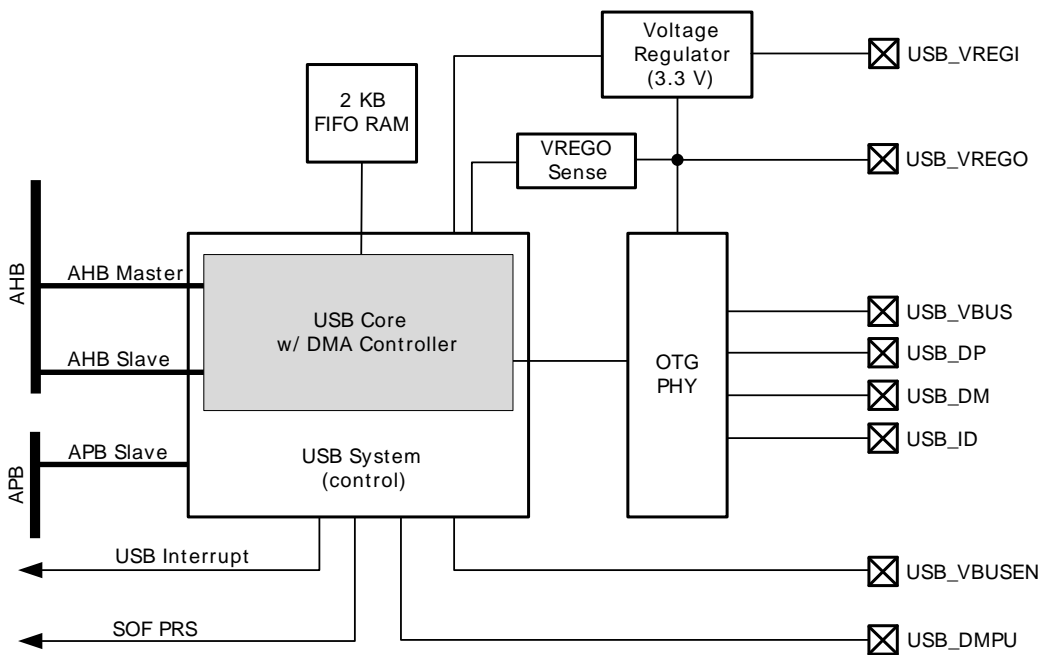 Voltage
Regulator
(3.3 V)
USB_VREGI
2 KB
FIFO RAM
VREGO
Sense
USB_VREGO
AHB
AHB Master
AHB Slave
USB Core
w/ DMA Controller
OTG
PHY
USB_VBUS
USB_DP
USB_DM
USB_ID
APB
APB Slave
USB System
(control)
USB Interrupt
USB_VBUSEN
SOF PRS
USB_DMPU